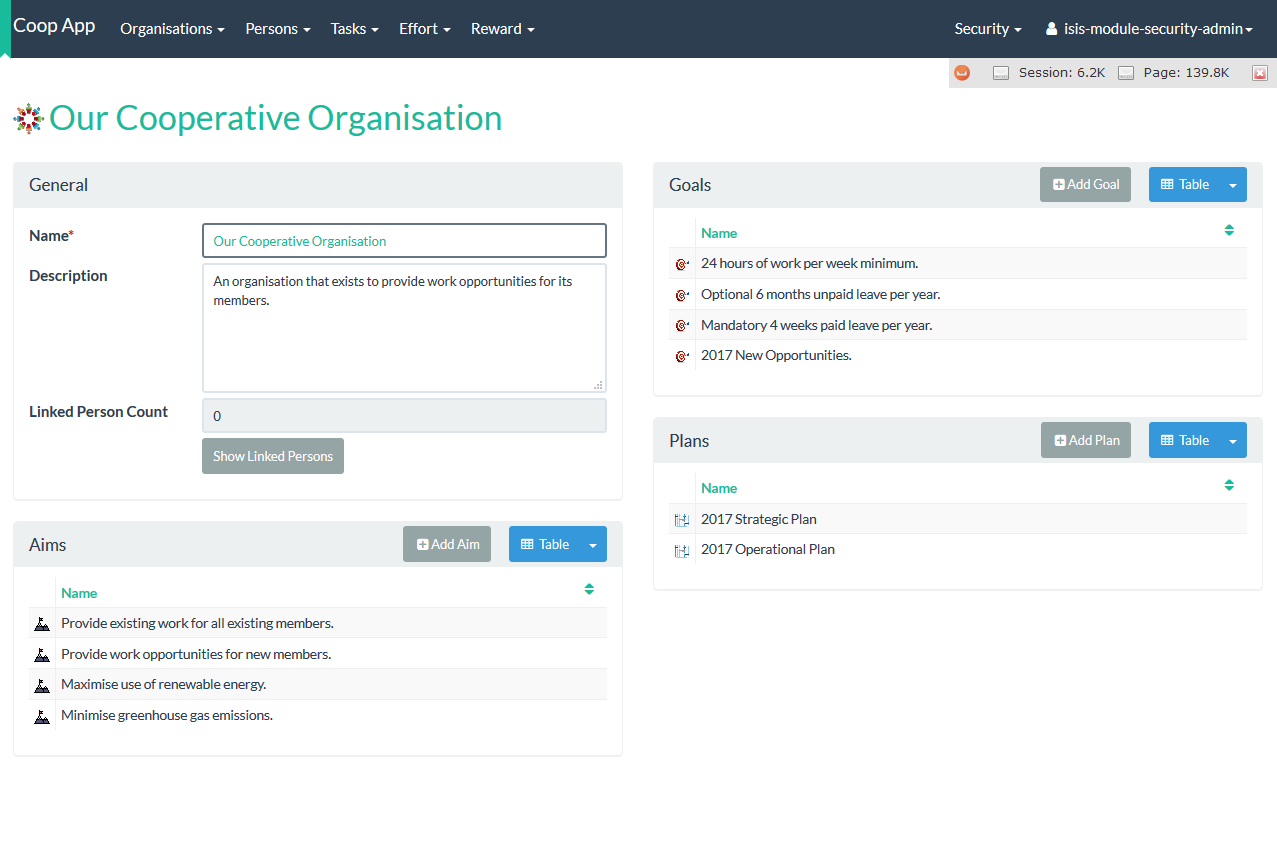 Coop App Organisations Persons Tasks Effort Reward Security isis-module-security-admin
Session: 6.2K Page: 139.8K
Our Cooperative Organisation
General
Name*
Our Cooperative Organisation
Description
An organisation that exists to provide work opportunities for its
members.
Linked Person Count
0
Show Linked Persons
Aims
Add Aim
Table
Name
Provide existing work for all existing members.
Provide work opportunities for new members.
Maximise use of renewable energy.
Minimise greenhouse gas emissions.
Goals
Add Goal
Table
Name
24 hours of work per week minimum.
Optional 6 months unpaid leave per year.
Mandatory 4 weeks paid leave per year.
2017 New Opportunities.
Plans
Add Plan
Table
Name
2017 Strategic Plan
2017 Operational Plan